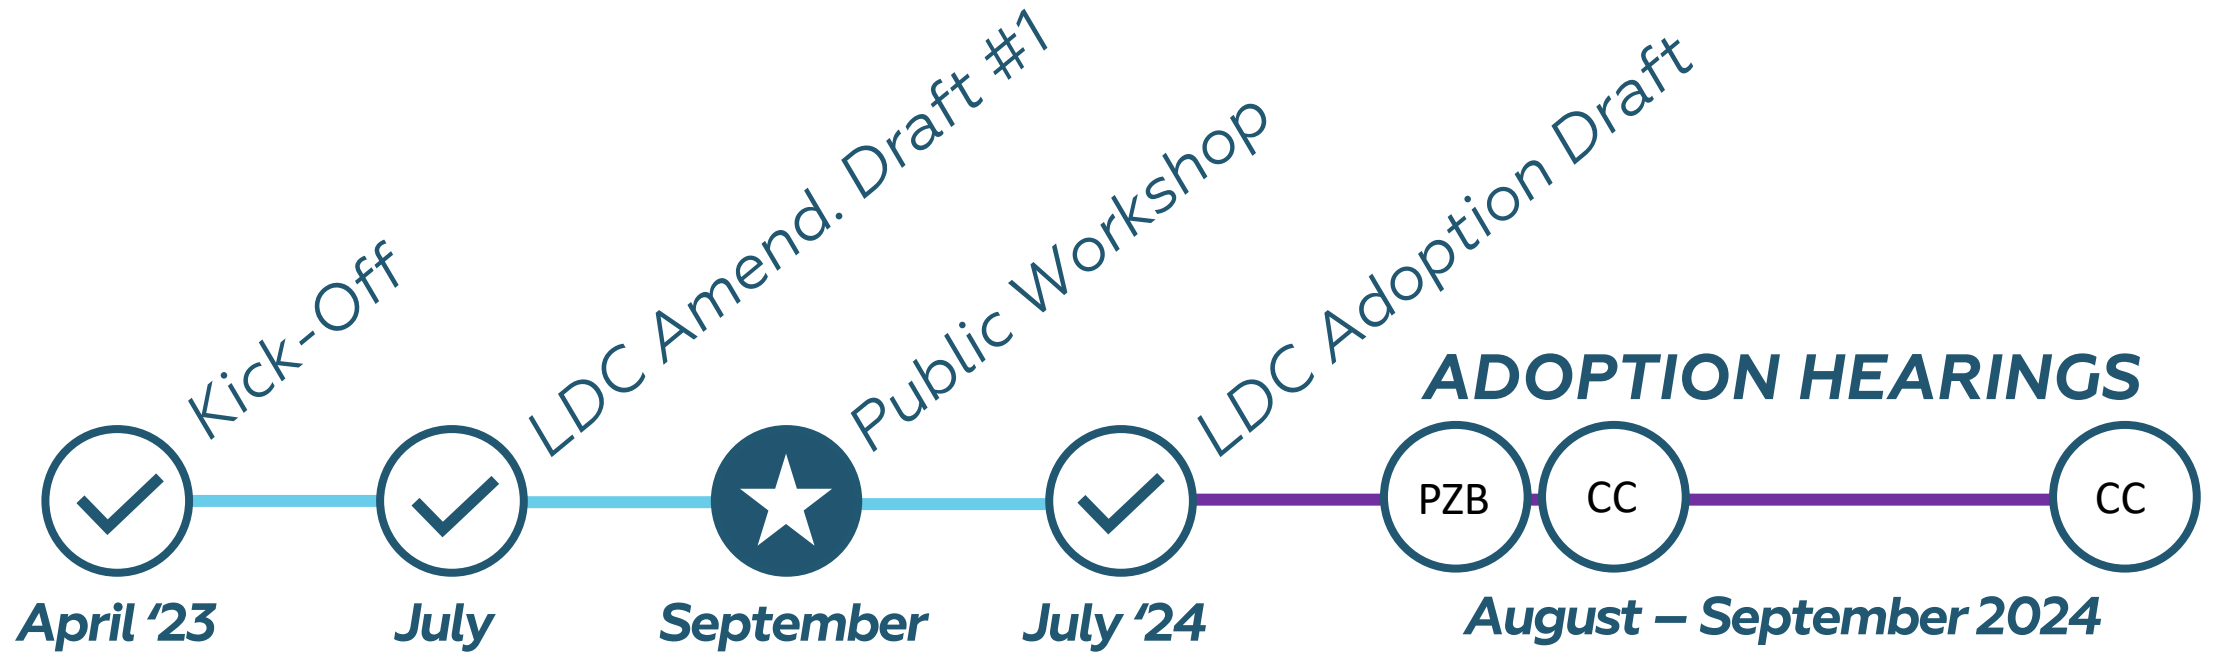 Kick-Off
LDC Amend. Draft #1
Public Workshop
LDC Adoption Draft
ADOPTION HEARINGS
PZB
CC
CC
April ‘23
July
September
July ‘24
August – September 2024